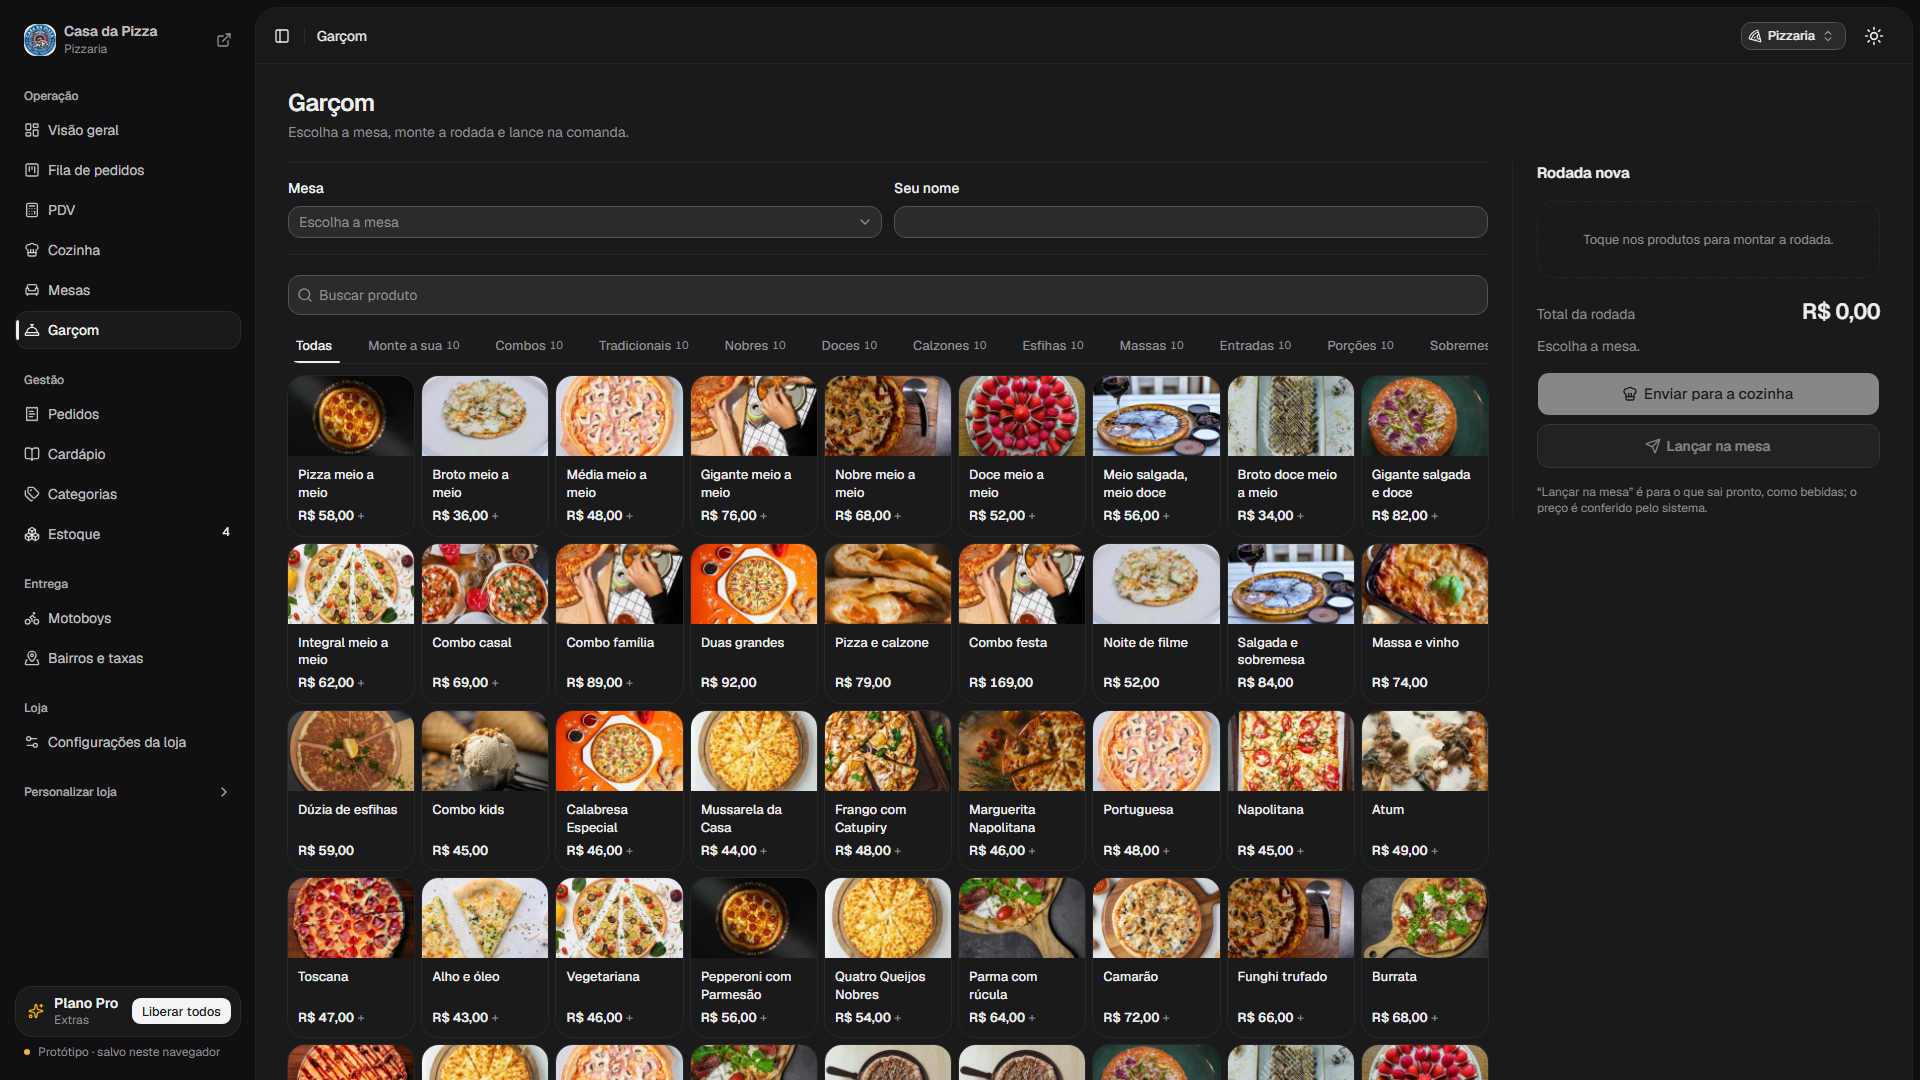 Casa da Pizza
Pizzaria
Operação
Visão geral
Fila de pedidos
PDV
Cozinha
Mesas
Garçom
Gestão
Pedidos
Cardápio
Categorias
Estoque 4
Entrega
Motoboys
Bairros e taxas
Loja
Configurações da loja
Personalizar loja
Plano Pro
Extras
Liberar todos
Protótipo · salvo neste navegador
Garçom
Pizzaria
Garçom
Escolha a mesa, monte a rodada e lance na comanda.
Mesa
Escolha a mesa
Seu nome
Buscar produto
Todas Monte a sua 10 Combos 10 Tradicionais 10 Nobres 10 Doces 10 Calzones 10 Esfihas 10 Massas 10 Entradas 10 Porções 10 Sobremes
Pizza meio a meio
R$ 58,00 +
Broto meio a meio
R$ 36,00 +
Média meio a meio
R$ 48,00 +
Gigante meio a meio
R$ 76,00 +
Nobre meio a meio
R$ 68,00 +
Doce meio a meio
R$ 52,00 +
Meio salgada, meio doce
R$ 56,00 +
Broto doce meio a meio
R$ 34,00 +
Gigante salgada e doce
R$ 82,00 +
Integral meio a meio
R$ 62,00 +
Combo casal
R$ 69,00 +
Combo família
R$ 89,00 +
Duas grandes
R$ 92,00
Pizza e calzone
R$ 79,00
Combo festa
R$ 169,00
Noite de filme
R$ 52,00
Salgada e sobremesa
R$ 84,00
Massa e vinho
R$ 74,00
Dúzia de esfihas
R$ 59,00
Combo kids
R$ 45,00
Calabresa Especial
R$ 46,00 +
Mussarela da Casa
R$ 44,00 +
Frango com Catupiry
R$ 48,00 +
Marguerita Napolitana
R$ 46,00 +
Portuguesa
R$ 48,00 +
Napolitana
R$ 45,00 +
Atum
R$ 49,00 +
Toscana
R$ 47,00 +
Alho e óleo
R$ 43,00 +
Vegetariana
R$ 46,00 +
Pepperoni com Parmesão
R$ 56,00 +
Quatro Queijos Nobres
R$ 54,00 +
Parma com rúcula
R$ 64,00 +
Camarão
R$ 72,00 +
Funghi trufado
R$ 66,00 +
Burrata
R$ 68,00 +
Rodada nova
Toque nos produtos para montar a rodada.
Total da rodada R$ 0,00
Escolha a mesa.
Enviar para a cozinha
Lançar na mesa
“Lançar na mesa” é para o que sai pronto, como bebidas; o
preço é conferido pelo sistema.